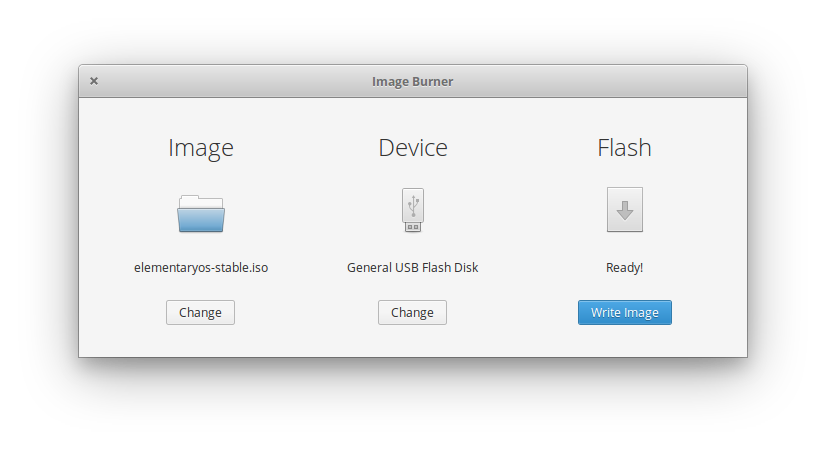 Image Burner
Image
Device
Flash
elementaryos-stable.iso
General USB Flash Disk
Ready!
Change
Change
Write Image